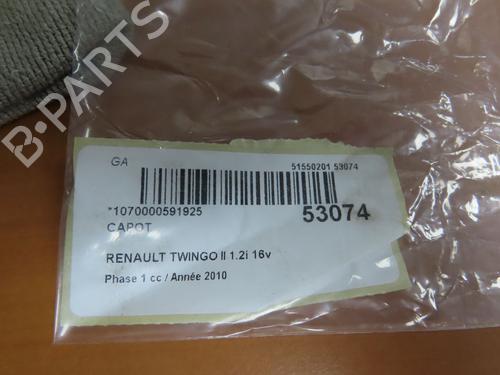 B-PARTS
GA
51550201 53074
*1070000591925
53074
CAPOT
RENAULT TWINGO II 1.2i 16v
Phase 1 cc / Année 2010